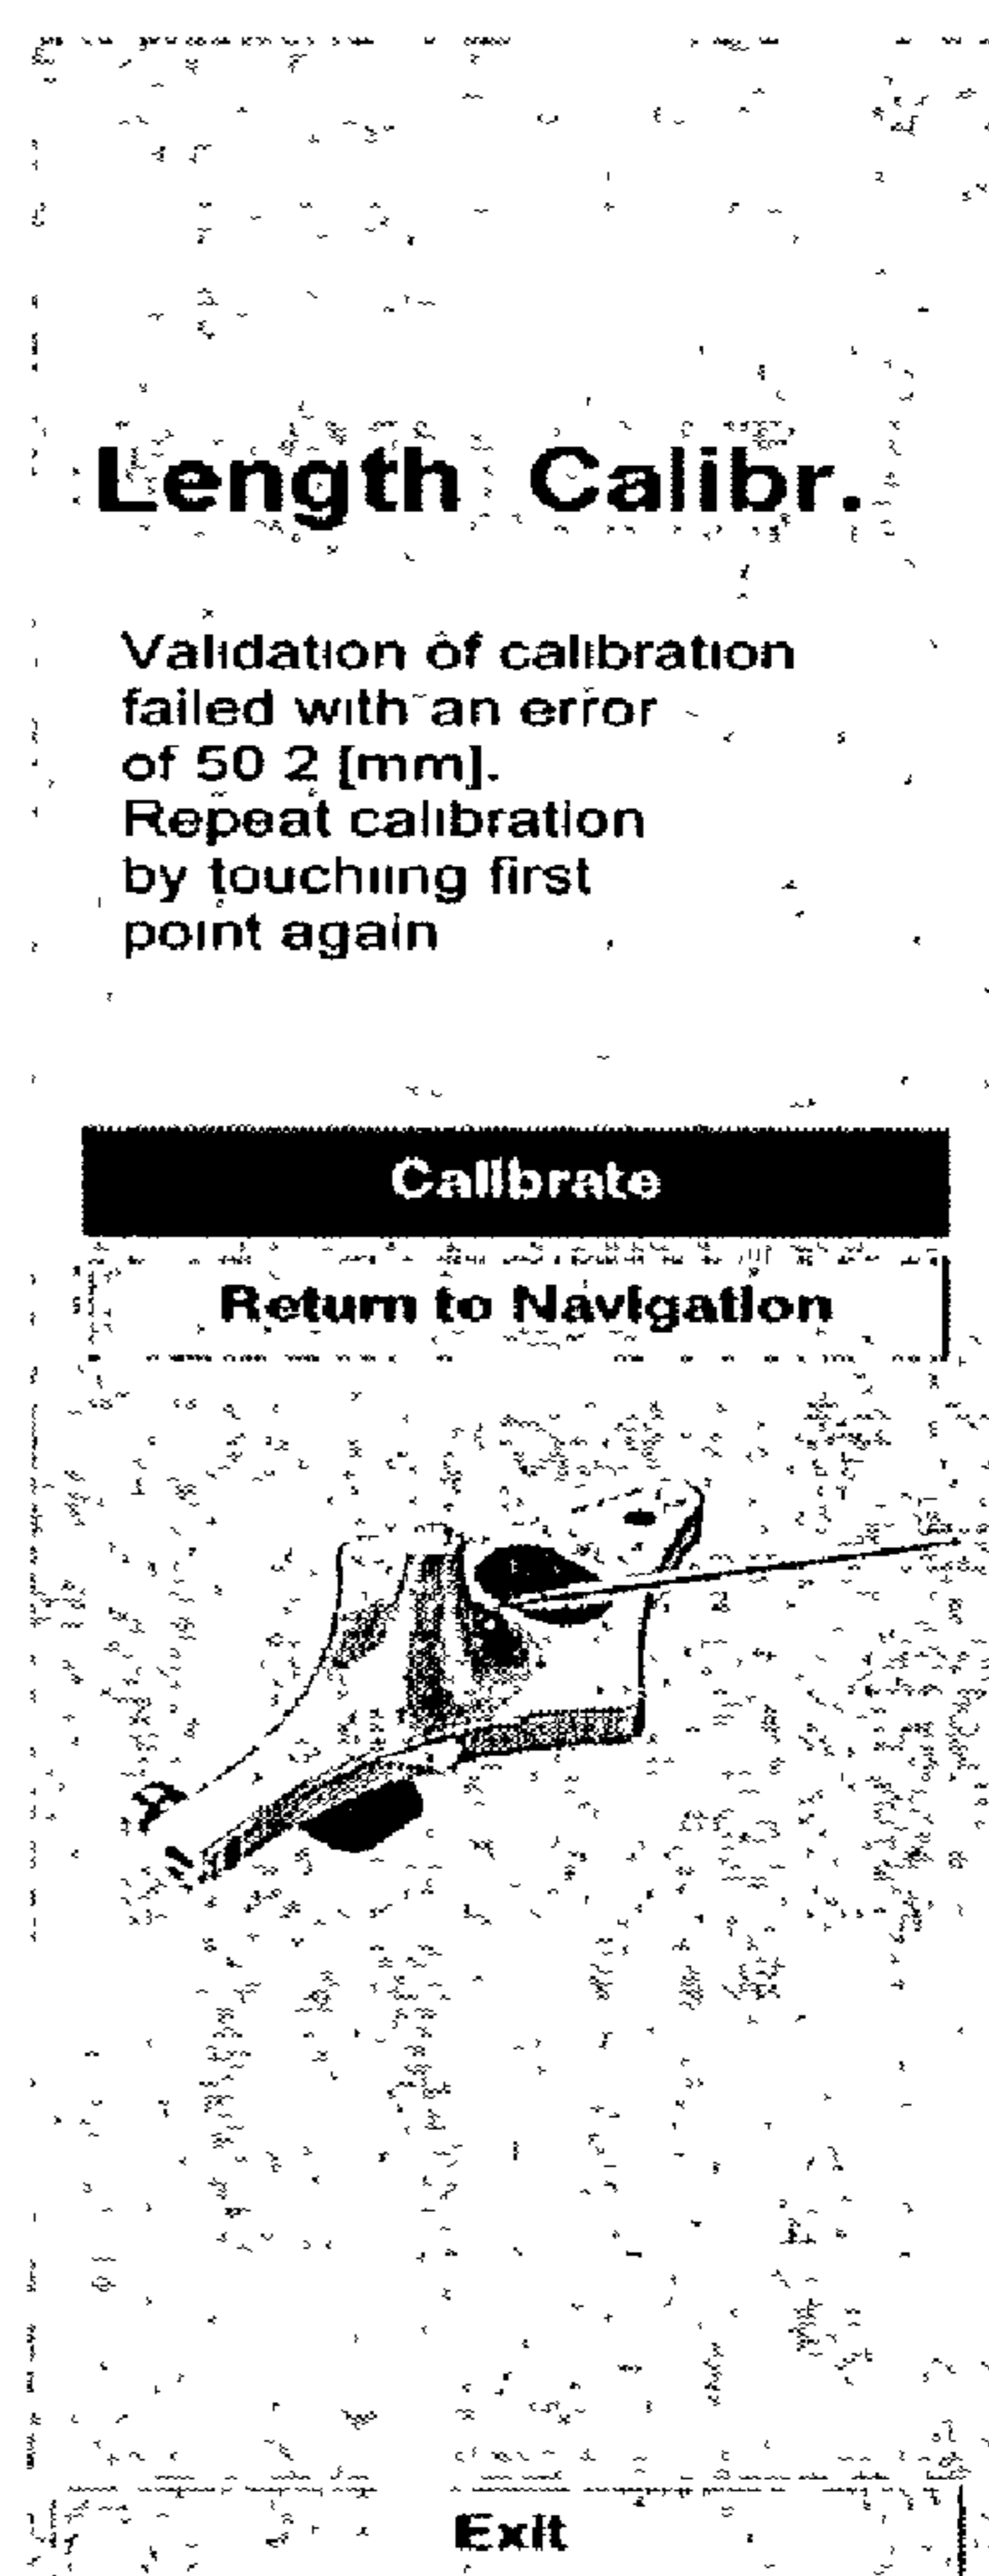 Length Calibr.
Validation of calibration
failed with an error
of 50 2 [mm].
Repeat calibration
by touchiing first
point again
Calibrate
Return to Navigation
Exit